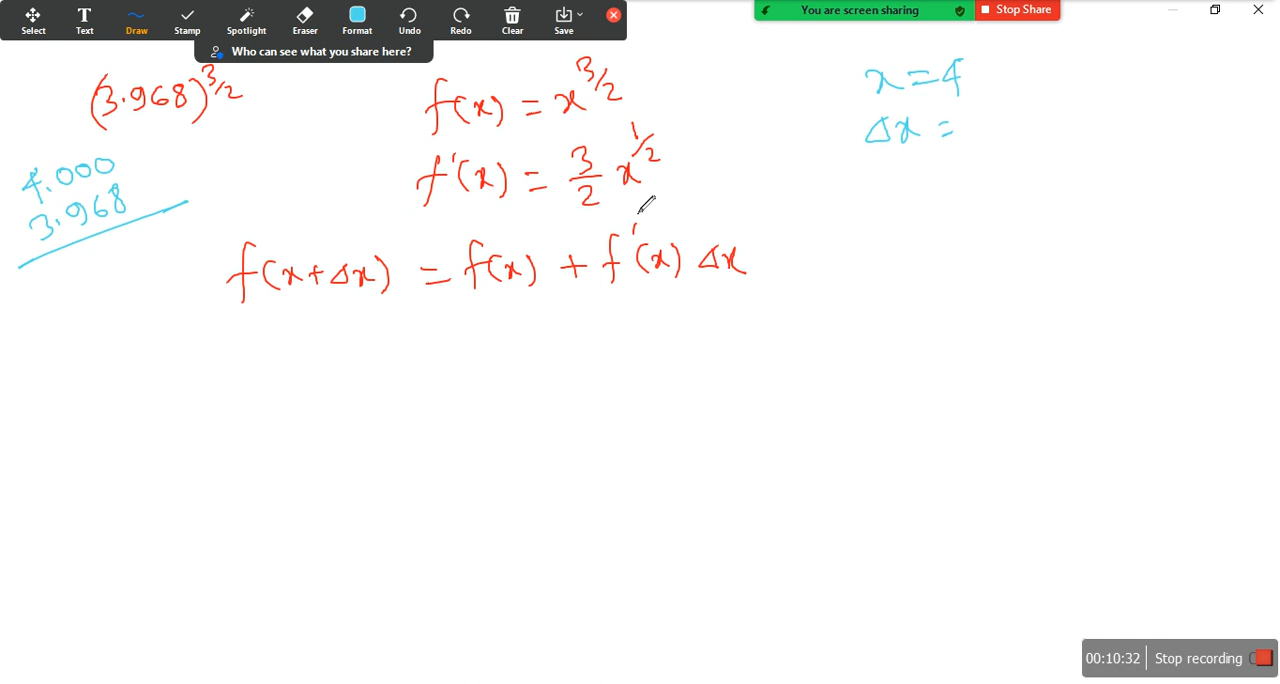 Select Text Draw Stamp Spotlight Eraser Format Undo Redo Clear Save
You are screen sharing Stop Share
Who can see what you share here?
(3.968)^3/2
f(x) = x^3/2
x = 4
Δx =
4.000
3.968
f'(x) = 3/2 x^1/2
f(x+Δx) = f(x) + f'(x) Δx
00:10:32 Stop recording